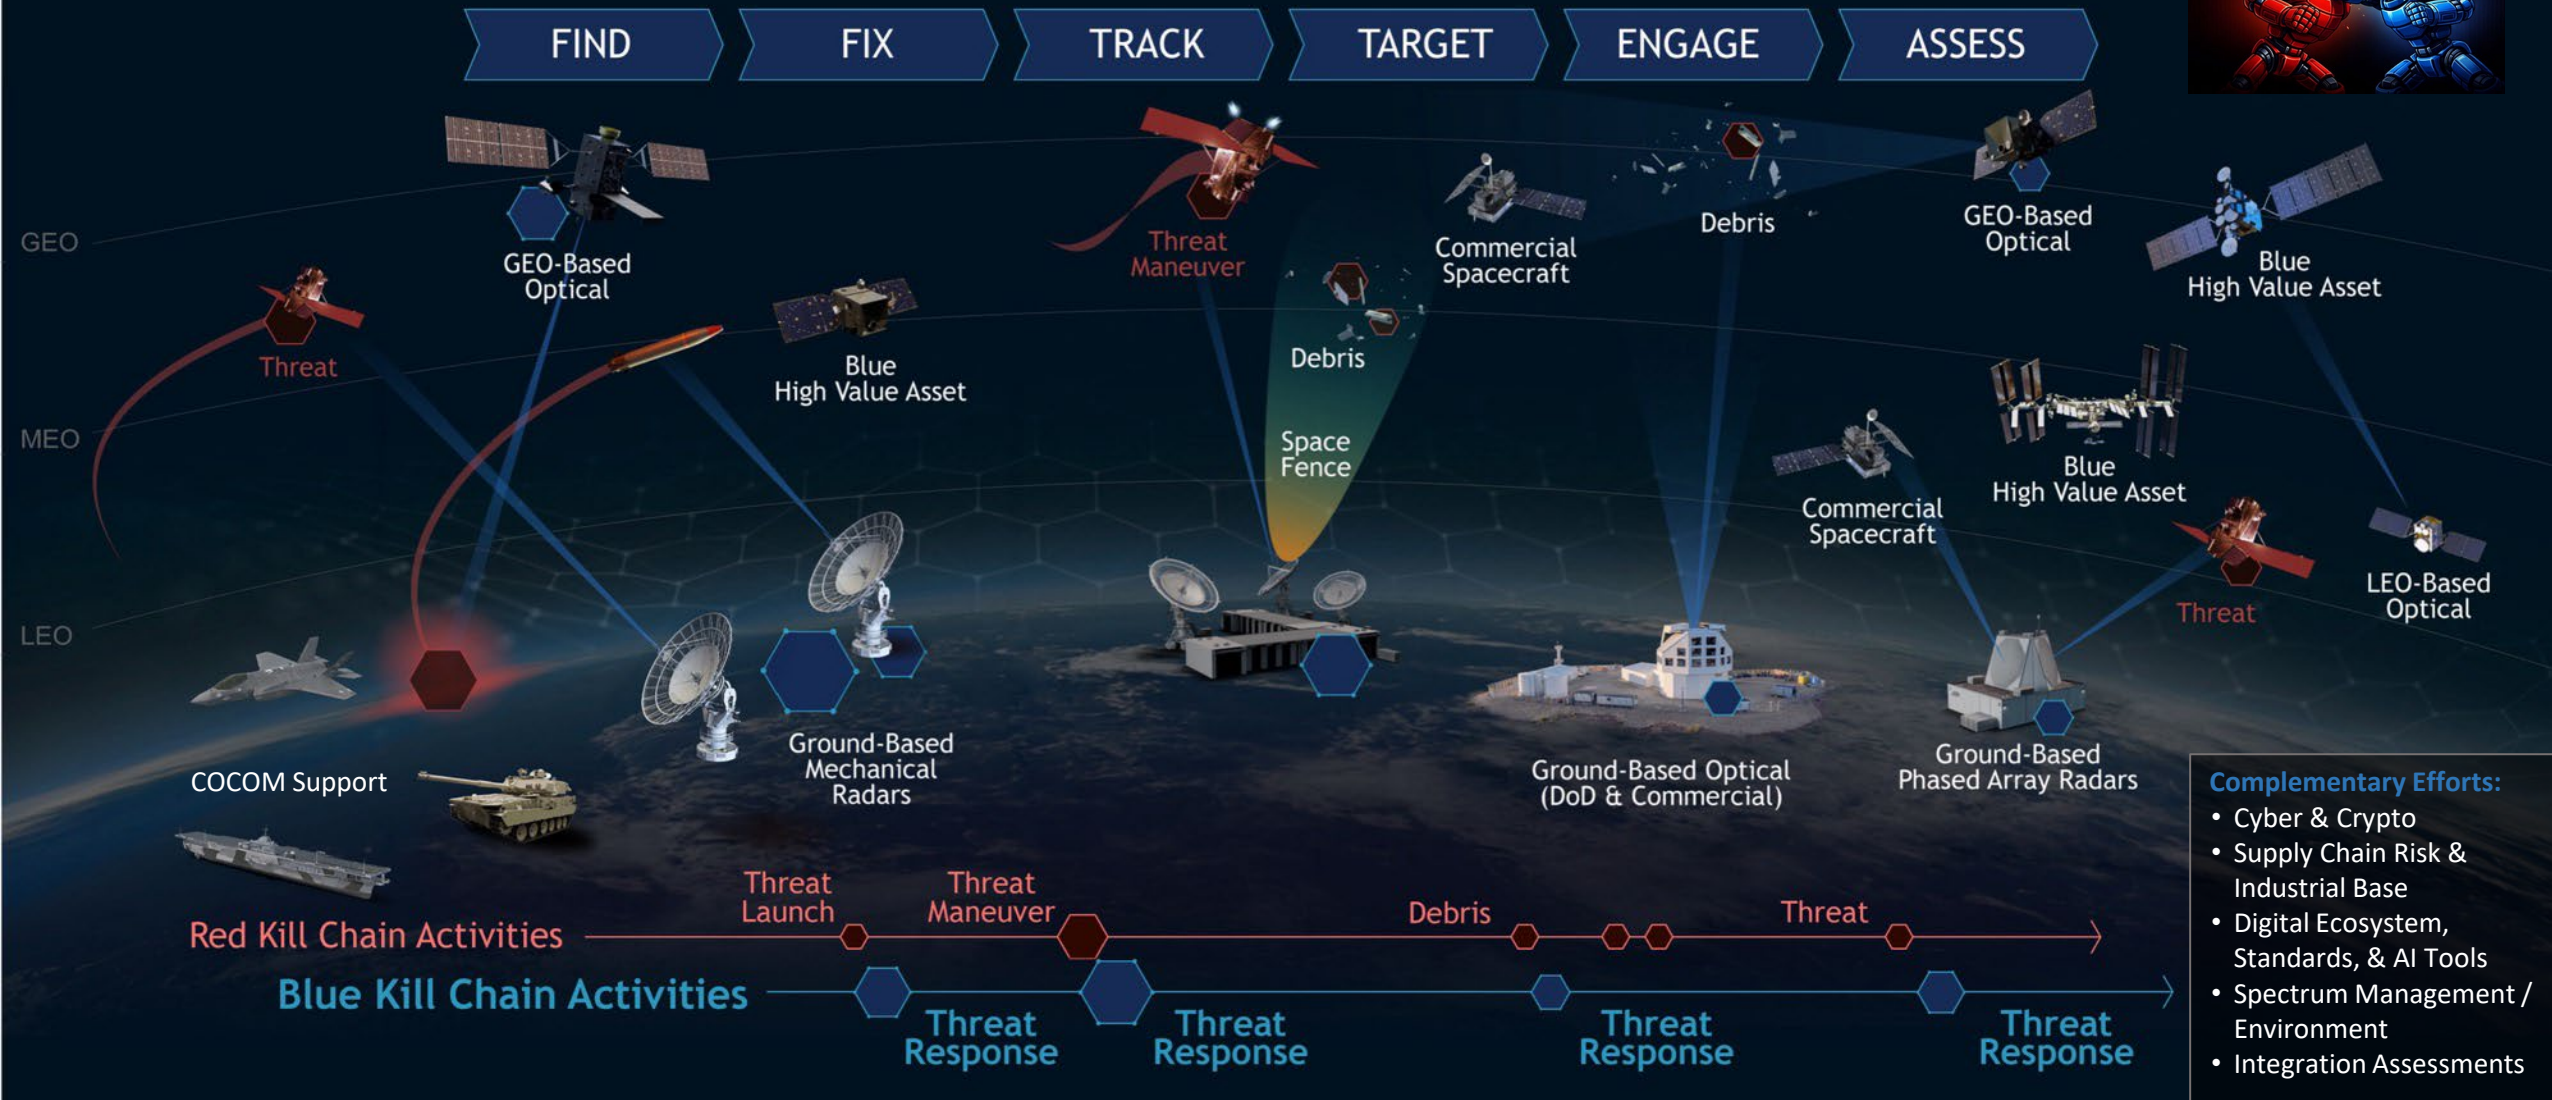 FIND
FIX
TRACK
TARGET
ENGAGE
ASSESS
GEO
MEO
LEO
GEO-Based
Optical
Threat
Blue
High Value Asset
Threat
Maneuver
Debris
Space
Fence
Commercial
Spacecraft
Debris
GEO-Based
Optical
Blue
High Value Asset
Blue
High Value Asset
Commercial
Spacecraft
Threat
LEO-Based
Optical
COCOM Support
Ground-Based
Mechanical
Radars
Ground-Based Optical
(DoD & Commercial)
Ground-Based
Phased Array Radars
Red Kill Chain Activities
Threat
Launch
Threat
Maneuver
Debris
Threat
Blue Kill Chain Activities
Threat
Response
Threat
Response
Threat
Response
Threat
Response
Complementary Efforts:
• Cyber & Crypto
• Supply Chain Risk &
Industrial Base
• Digital Ecosystem,
Standards, & AI Tools
• Spectrum Management /
Environment
• Integration Assessments